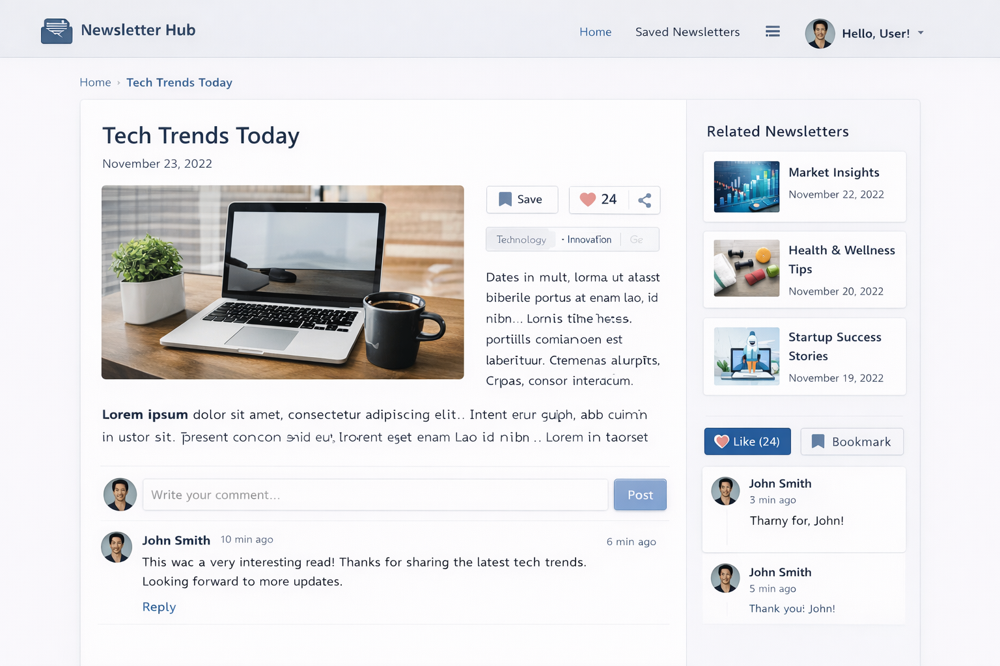 Newsletter Hub
Home
Saved Newsletters
Hello, User!
Home › Tech Trends Today
Tech Trends Today
November 23, 2022
Save
24
Technology
· Innovation
Ge
Dates in mult, lorma ut atasst
biberile portus at enam lao, id
nibn... Lornis time hetes.
portiills comianoen est
laberituur. Ctemenas alurpits,
Crpas, consor interacum.
Lorem ipsum dolor sit amet, consectetur adipiscing elit.. Intent erur guiph, abb cuimn
in ustor sit. present concon enid eut, Irorent eget enam Lao id nibn .. Lorem in taorset
Write your comment...
Post
John Smith 10 min ago
6 min ago
This wac a very interesting read! Thanks for sharing the latest tech trends.
Looking forward to more updates.
Reply
Related Newsletters
Market Insights
November 22, 2022
Health & Wellness
Tips
November 20, 2022
Startup Success
Stories
November 19, 2022
Like (24)
Bookmark
John Smith
3 min ago
Tharny for, John!
John Smith
5 min ago
Thank you! John!